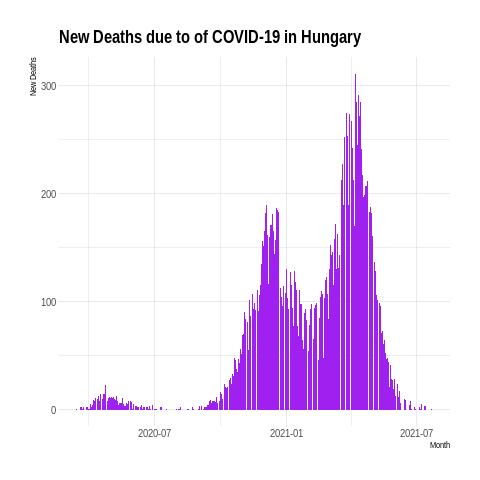 New Deaths due to of COVID-19 in Hungary
New Deaths
300
200
100
0
2020-07
2021-01
2021-07
Month